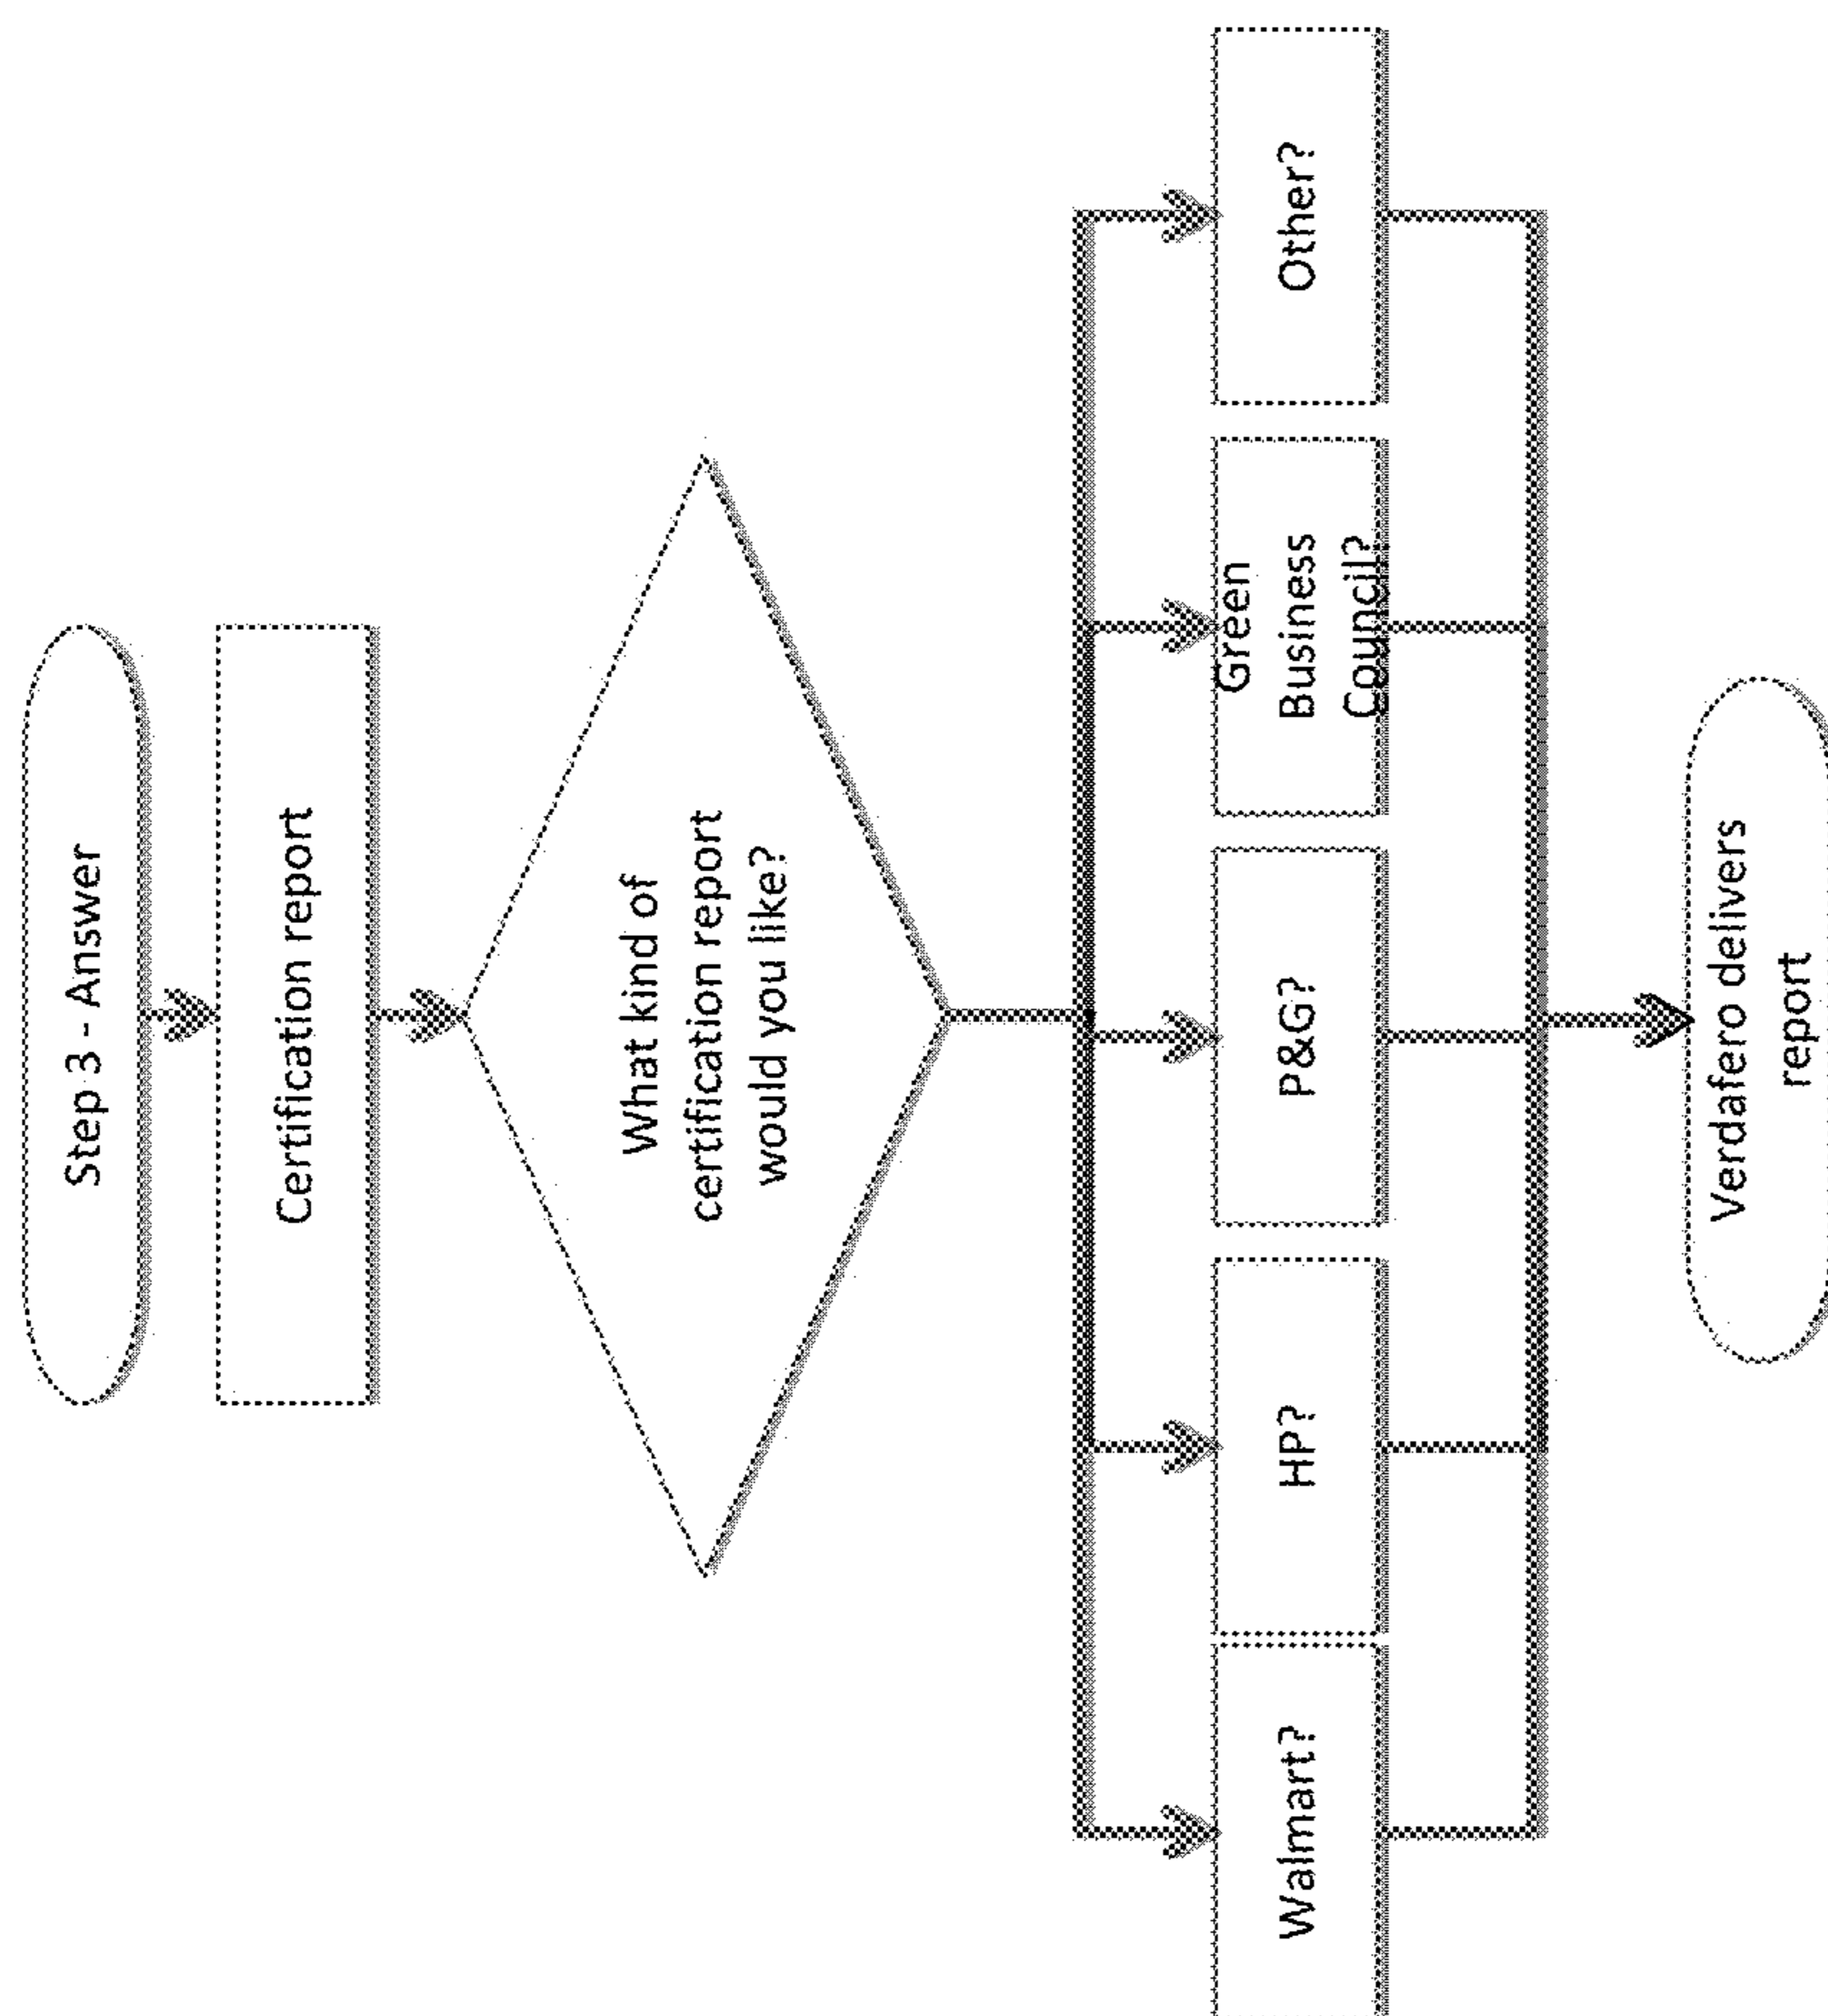 Step 3 - Answer
Certification report
What kind of
certification report
would you like?
Walmart?
HP?
P&G?
Green
Business
Council?
Other?
Verdafero delivers
report